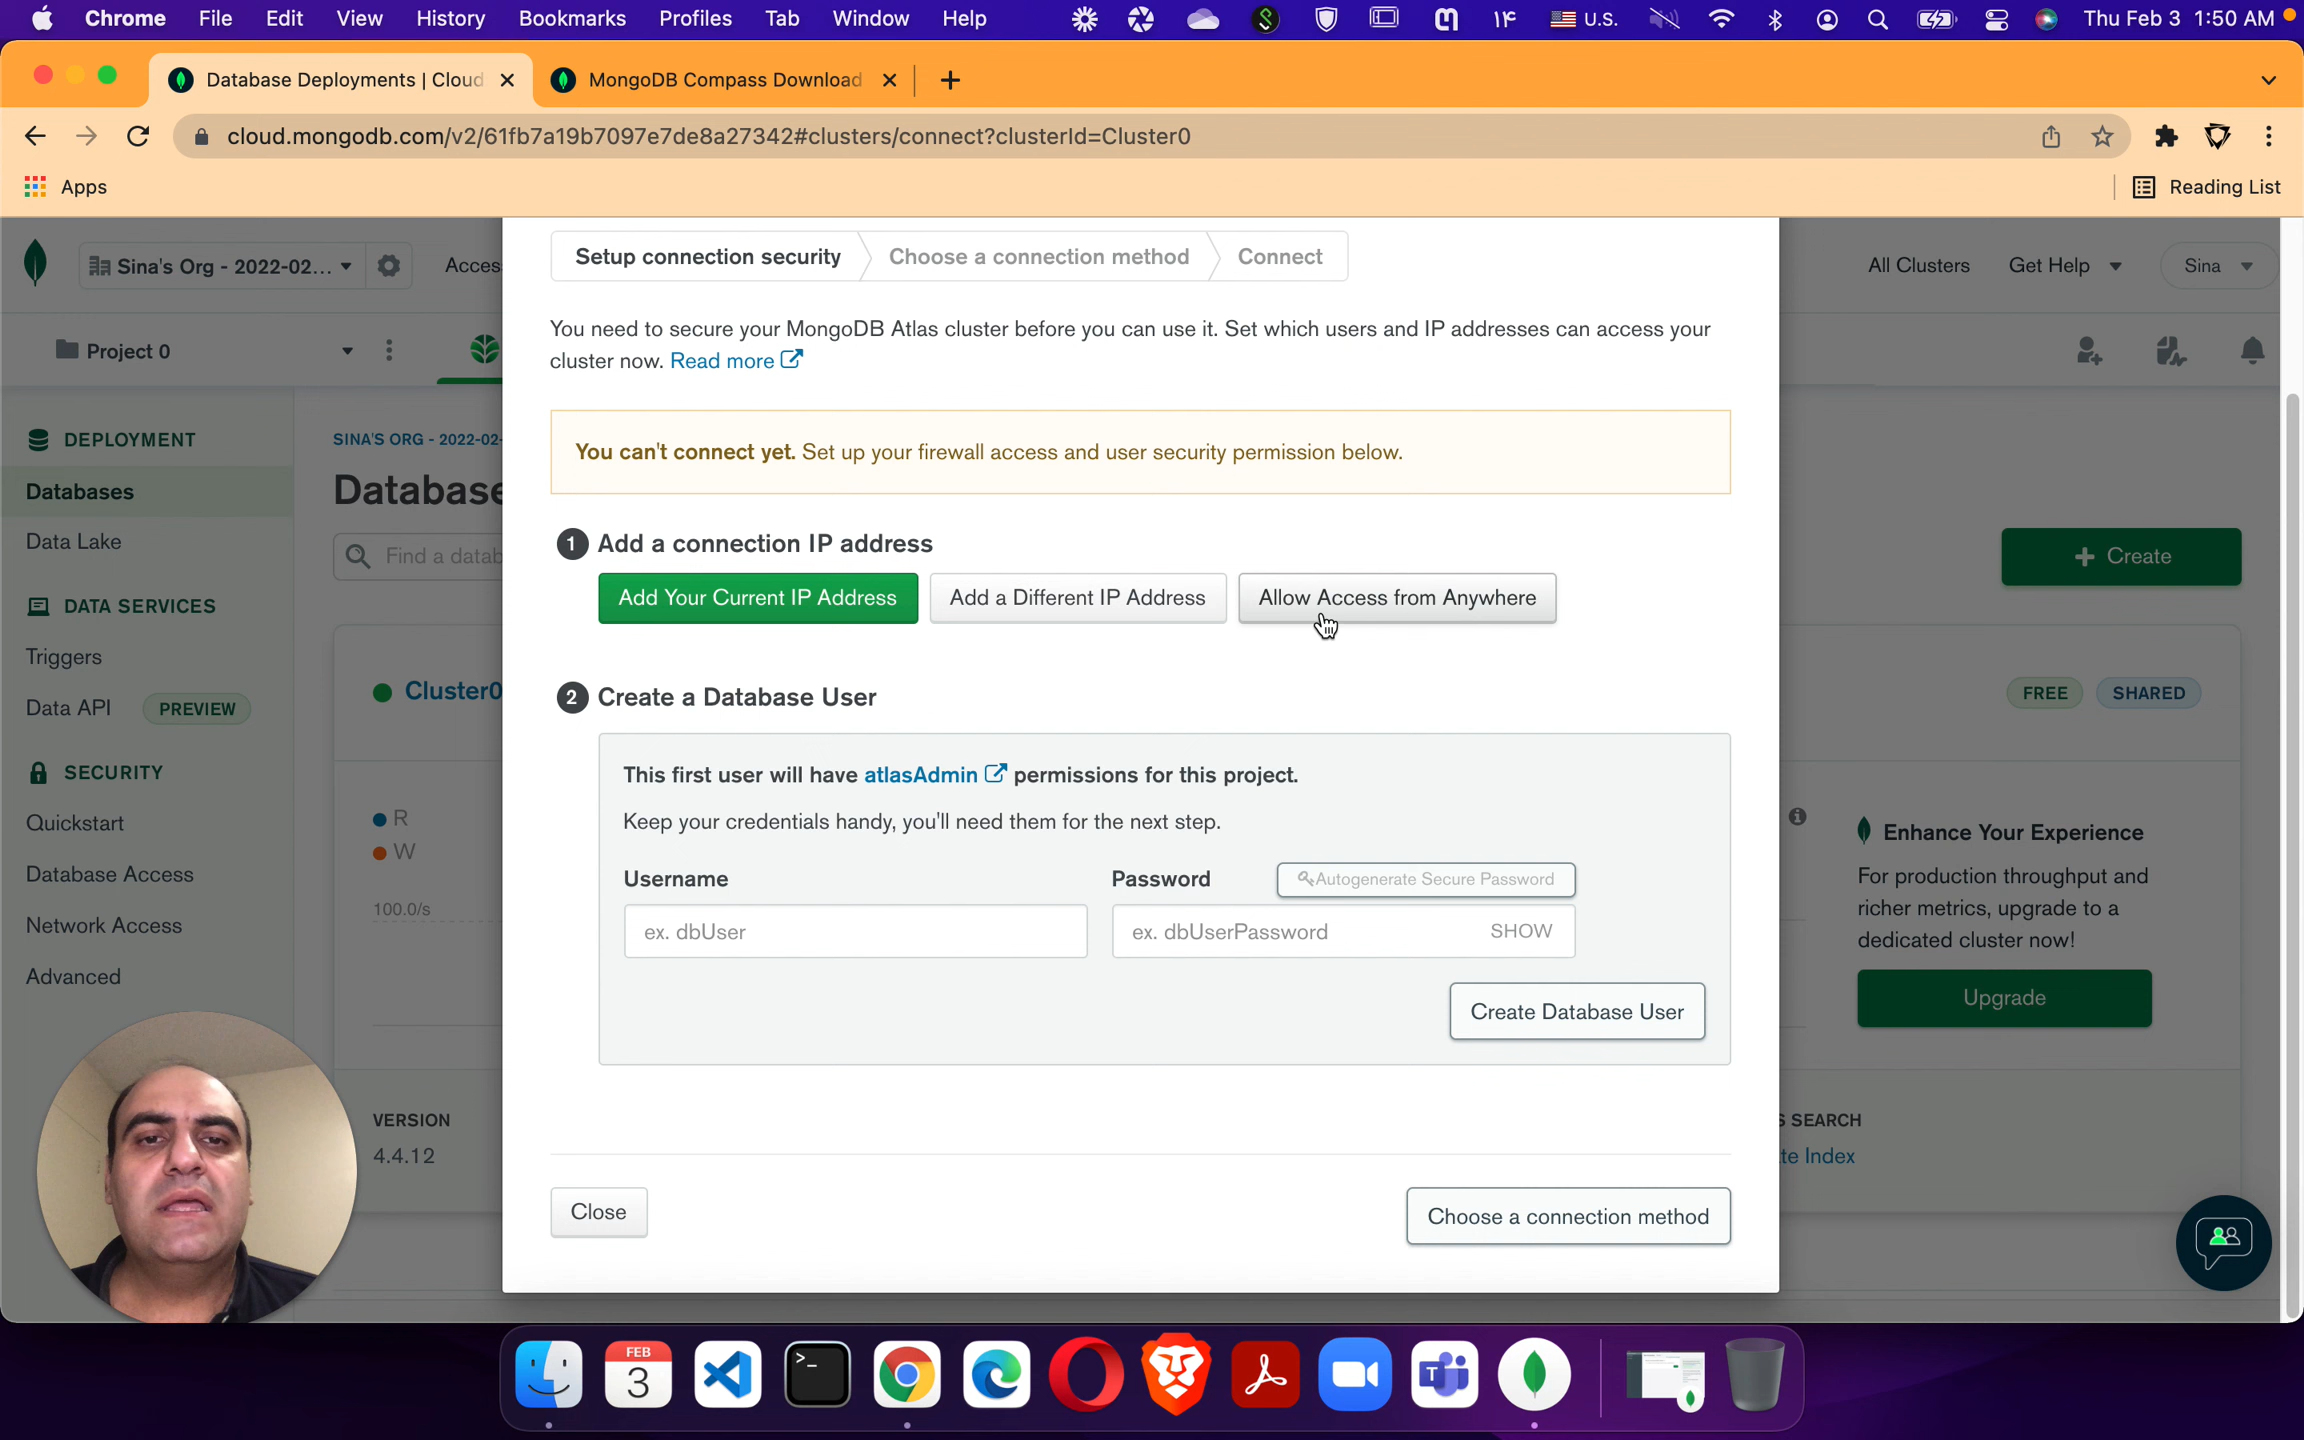 Chrome File Edit View History Bookmarks Profiles Tab Window Help ۱۴ U.S. Thu Feb 3 1:50 AM
Database Deployments | Cloud
MongoDB Compass Download
cloud.mongodb.com/v2/61fb7a19b7097e7de8a27342#clusters/connect?clusterId=Cluster0
Apps
Reading List
Sina's Org - 2022-02...
Acces
All Clusters
Get Help
Sina
Project 0
DEPLOYMENT
Databases
Data Lake
DATA SERVICES
Triggers
Data API PREVIEW
SECURITY
Quickstart
Database Access
Network Access
Advanced
SINA'S ORG - 2022-02-
Database
Find a datab
Cluster0
R
W
100.0/s
VERSION
4.4.12
Setup connection security
Choose a connection method
Connect
You need to secure your MongoDB Atlas cluster before you can use it. Set which users and IP addresses can access your
cluster now. Read more
You can't connect yet. Set up your firewall access and user security permission below.
1 Add a connection IP address
Add Your Current IP Address
Add a Different IP Address
Allow Access from Anywhere
2 Create a Database User
This first user will have atlasAdmin permissions for this project.
Keep your credentials handy, you'll need them for the next step.
Username
Password
Autogenerate Secure Password
ex. dbUser
ex. dbUserPassword
SHOW
Create Database User
Close
Choose a connection method
+ Create
FREE
SHARED
Enhance Your Experience
For production throughput and
richer metrics, upgrade to a
dedicated cluster now!
Upgrade
S SEARCH
te Index
FEB
3